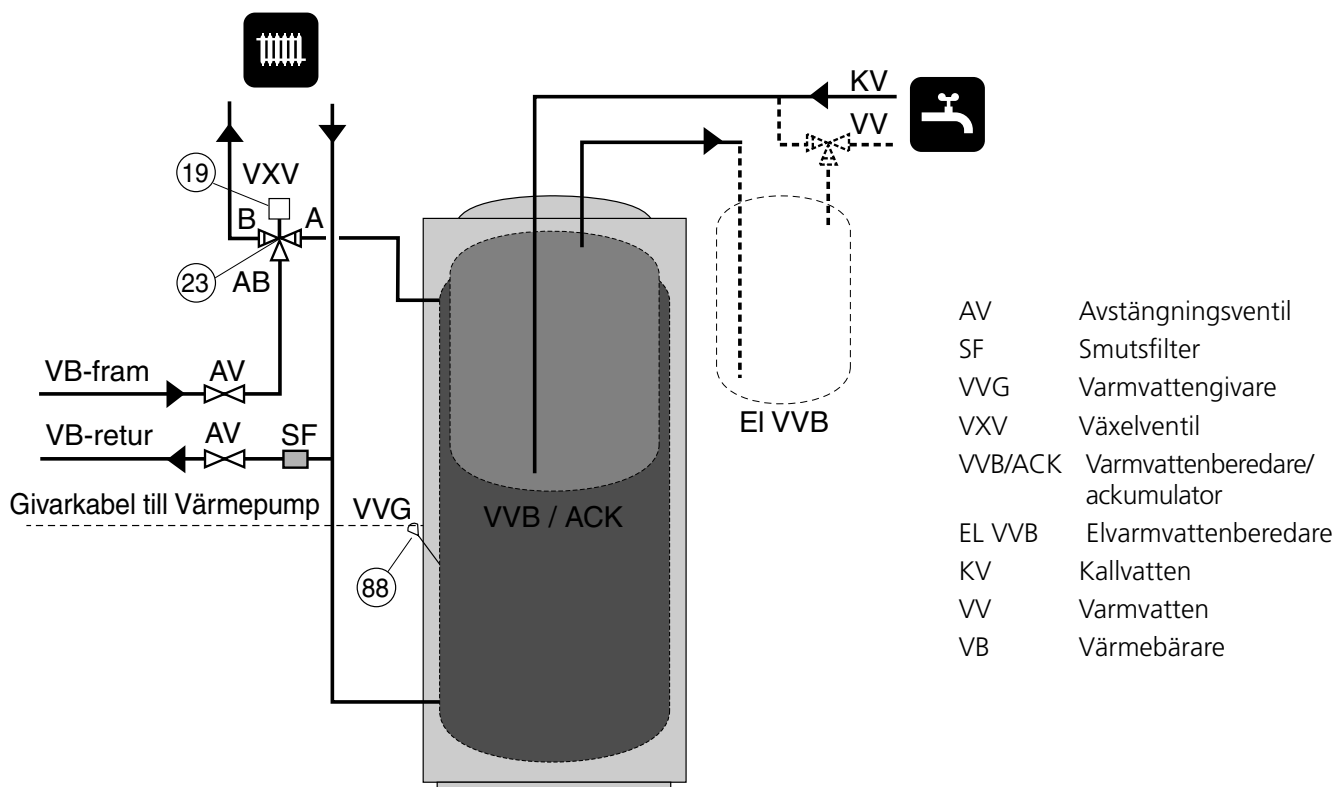 KV
VV
19
VXV
B
A
23
AB
VB-fram
AV
VB-retur
AV
SF
Givarkabel till Värmepump
VVG
88
VVB / ACK
El VVB
AV Avstängningsventil
SF Smutsfilter
VVG Varmvattengivare
VXV Växelventil
VVB/ACK Varmvattenberedare/
ackumulator
EL VVB Elvarmvattenberedare
KV Kallvatten
VV Varmvatten
VB Värmebärare